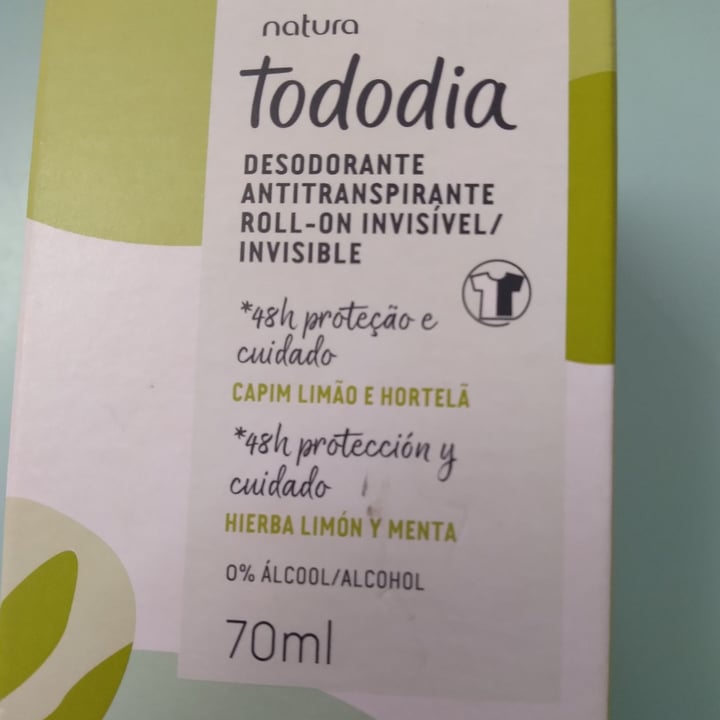 natura
Tododia
DESODORANTE
ANTITRANSPIRANTE
ROLL-ON INVISÍVEL/
INVISIBLE
*48h proteção e
cuidado
CAPIM LIMÃO E HORTELÃ
*48h protección y
cuidado
HIERBA LIMÓN Y MENTA
0% ÁLCOOL/ALCOHOL
70ml